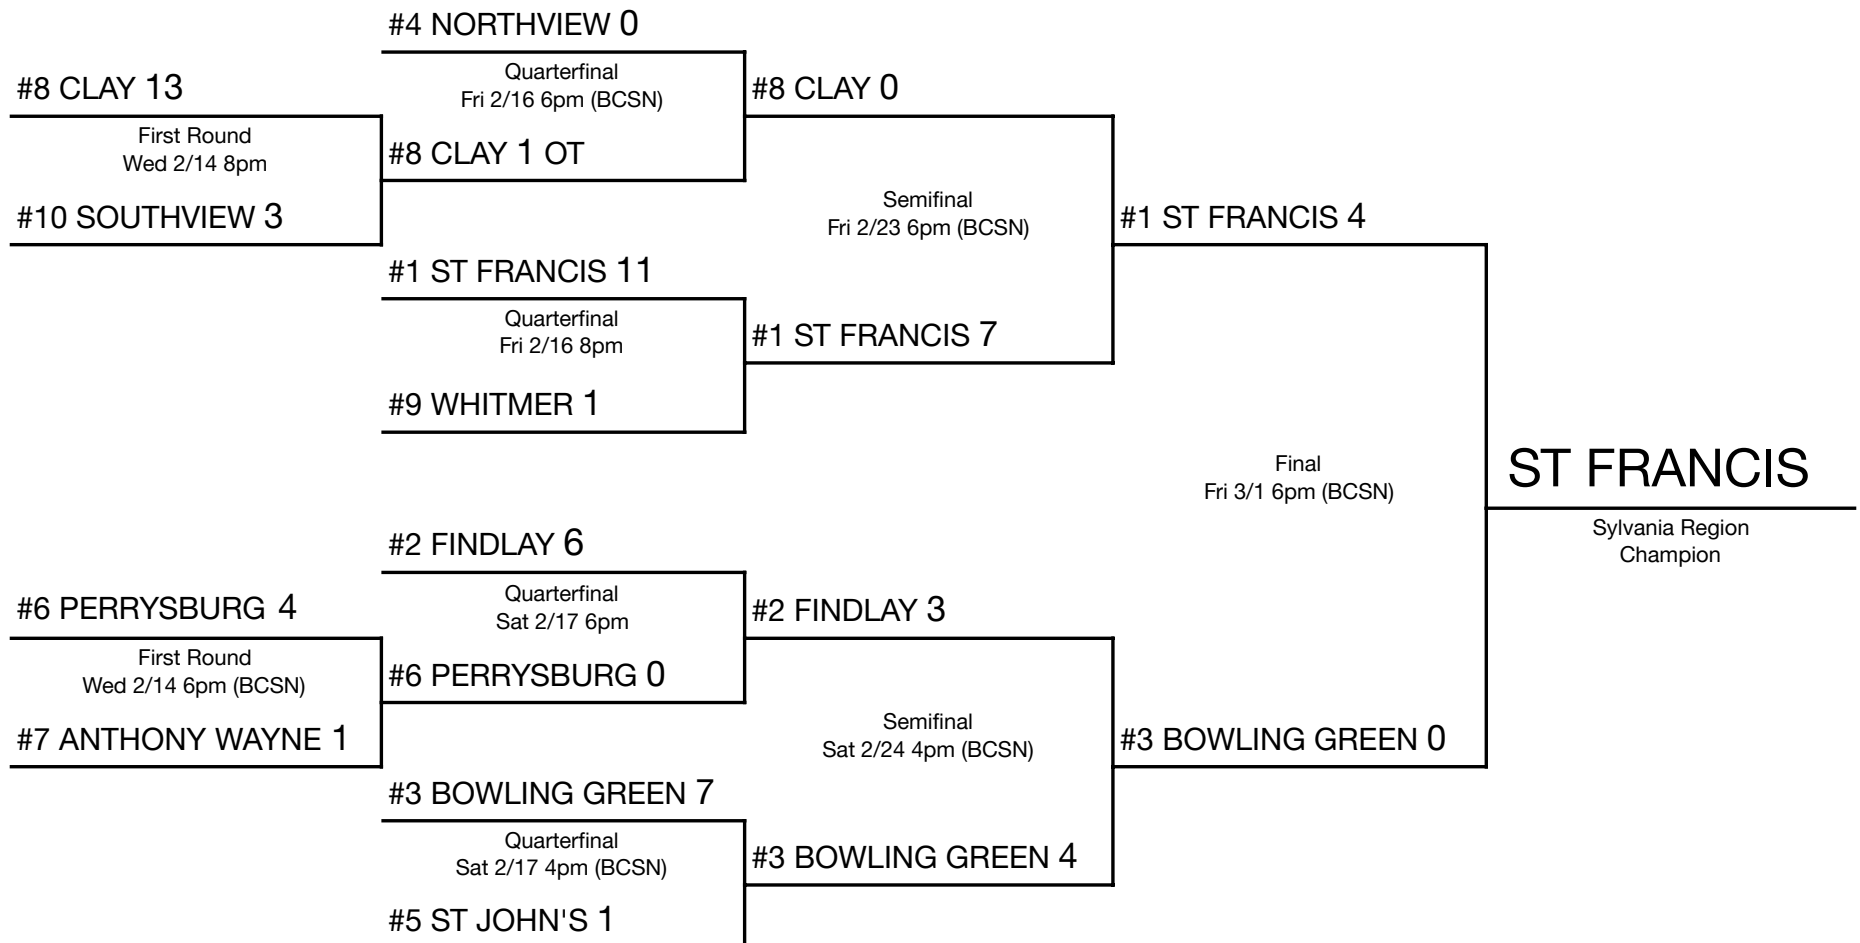 #8 CLAY 13
First Round
Wed 2/14 8pm
#10 SOUTHVIEW 3
#6 PERRYSBURG 4
First Round
Wed 2/14 6pm (BCSN)
#7 ANTHONY WAYNE 1
#4 NORTHVIEW 0
Quarterfinal
Fri 2/16 6pm (BCSN)
#8 CLAY 1 OT
#1 ST FRANCIS 11
Quarterfinal
Fri 2/16 8pm
#9 WHITMER 1
#2 FINDLAY 6
Quarterfinal
Sat 2/17 6pm
#6 PERRYSBURG 0
#3 BOWLING GREEN 7
Quarterfinal
Sat 2/17 4pm (BCSN)
#5 ST JOHN'S 1
#8 CLAY 0
Semifinal
Fri 2/23 6pm (BCSN)
#1 ST FRANCIS 7
#2 FINDLAY 3
Semifinal
Sat 2/24 4pm (BCSN)
#3 BOWLING GREEN 4
#1 ST FRANCIS 4
Final
Fri 3/1 6pm (BCSN)
#3 BOWLING GREEN 0
ST FRANCIS
Sylvania Region
Champion